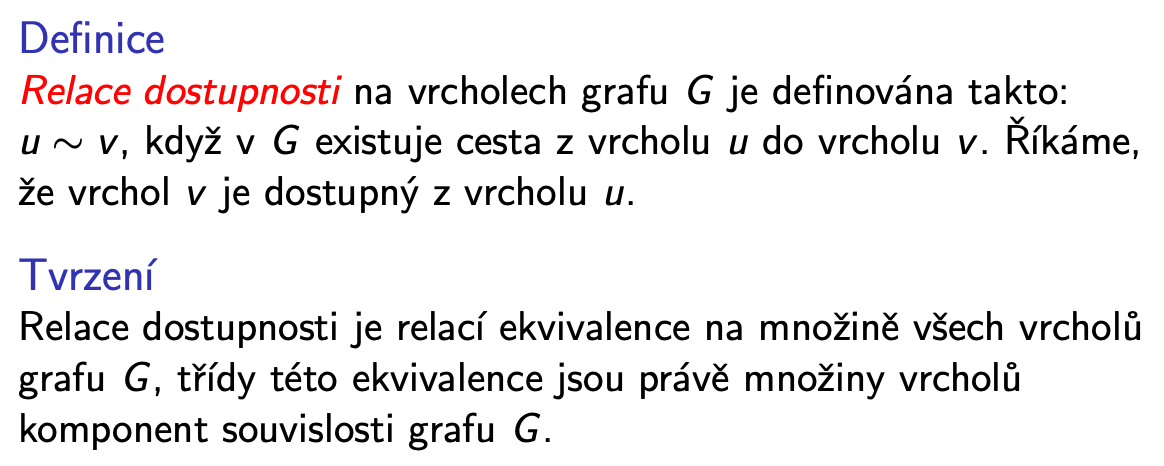 Definice
Relace dostupnosti na vrcholech grafu G je definována takto:
u ∼ v, když v G existuje cesta z vrcholu u do vrcholu v. Říkáme,
že vrchol v je dostupný z vrcholu u.
Tvrzení
Relace dostupnosti je relací ekvivalence na množině všech vrcholů
grafu G, třídy této ekvivalence jsou právě množiny vrcholů
komponent souvislosti grafu G.